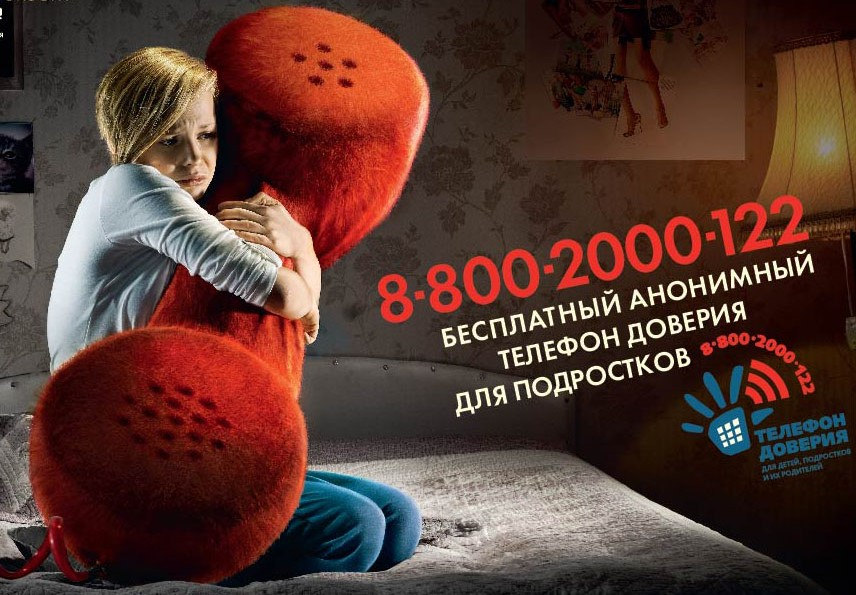 8-800-2000-122
БЕСПЛАТНЫЙ АНОНИМНЫЙ
ТЕЛЕФОН ДОВЕРИЯ
ДЛЯ ПОДРОСТКОВ
8-800-2000-122
ТЕЛЕФОН
ДОВЕРИЯ
ДЛЯ ДЕТЕЙ, ПОДРОСТКОВ
И ИХ РОДИТЕЛЕЙ